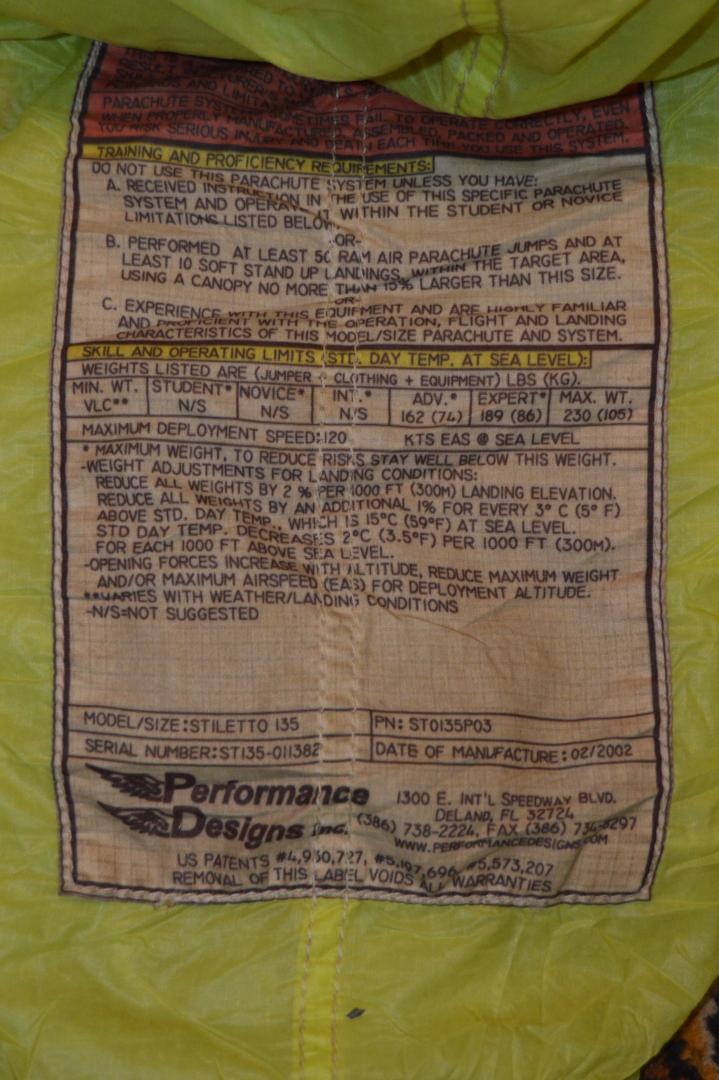 PARACHUTE SYSTEMS SOMETIMES FAIL TO OPERATE CORRECTLY, EVEN
WHEN PROPERLY MANUFACTURED, ASSEMBLED, PACKED AND OPERATED.
YOU RISK SERIOUS INJURY AND DEATH EACH TIME YOU USE THIS SYSTEM.
TRAINING AND PROFICIENCY REQUIREMENTS:
DO NOT USE THIS PARACHUTE SYSTEM UNLESS YOU HAVE:
A. RECEIVED INSTRUCTION IN THE USE OF THIS SPECIFIC PARACHUTE
SYSTEM AND OPERATE IT WITHIN THE STUDENT OR NOVICE
LIMITATIONS LISTED BELOW.
-OR-
B. PERFORMED AT LEAST 50 RAM AIR PARACHUTE JUMPS AND AT
LEAST 10 SOFT STAND UP LANDINGS, WITHIN THE TARGET AREA,
USING A CANOPY NO MORE THAN 15% LARGER THAN THIS SIZE.
-OR-
C. EXPERIENCE WITH THIS EQUIPMENT AND ARE HIGHLY FAMILIAR
AND PROFICIENT WITH THE OPERATION, FLIGHT AND LANDING
CHARACTERISTICS OF THIS MODEL/SIZE PARACHUTE AND SYSTEM.
SKILL AND OPERATING LIMITS (STD. DAY TEMP. AT SEA LEVEL):
WEIGHTS LISTED ARE (JUMPER + CLOTHING + EQUIPMENT) LBS (KG).
MIN. WT. STUDENT* NOVICE* INT.* ADV.* EXPERT* MAX. WT.
VLC** N/S N/S N/S 162 (74) 189 (86) 230 (105)
MAXIMUM DEPLOYMENT SPEED:120 KTS EAS @ SEA LEVEL
* MAXIMUM WEIGHT, TO REDUCE RISKS STAY WELL BELOW THIS WEIGHT.
-WEIGHT ADJUSTMENTS FOR LANDING CONDITIONS:
REDUCE ALL WEIGHTS BY 2 % PER 1000 FT (300M) LANDING ELEVATION.
REDUCE ALL WEIGHTS BY AN ADDITIONAL 1% FOR EVERY 3° C (5° F)
ABOVE STD. DAY TEMP., WHICH IS 15°C (59°F) AT SEA LEVEL.
STD DAY TEMP. DECREASES 2°C (3.5°F) PER 1000 FT (300M).
FOR EACH 1000 FT ABOVE SEA LEVEL.
-OPENING FORCES INCREASE WITH ALTITUDE, REDUCE MAXIMUM WEIGHT
AND/OR MAXIMUM AIRSPEED (EAS) FOR DEPLOYMENT ALTITUDE.
**VARIES WITH WEATHER/LANDING CONDITIONS
-N/S=NOT SUGGESTED
MODEL/SIZE:STILETTO 135 PN: ST0135P03
SERIAL NUMBER:ST135-011382 DATE OF MANUFACTURE:02/2002
Performance
Designs Inc.
1300 E. INT'L SPEEDWAY BLVD.
DELAND, FL 32724
(386) 738-2224, FAX (386) 734-8297
WWW.PERFORMANCEDESIGNS.COM
US PATENTS #4,930,727, #5,197,696, #5,573,207
REMOVAL OF THIS LABEL VOIDS ALL WARRANTIES